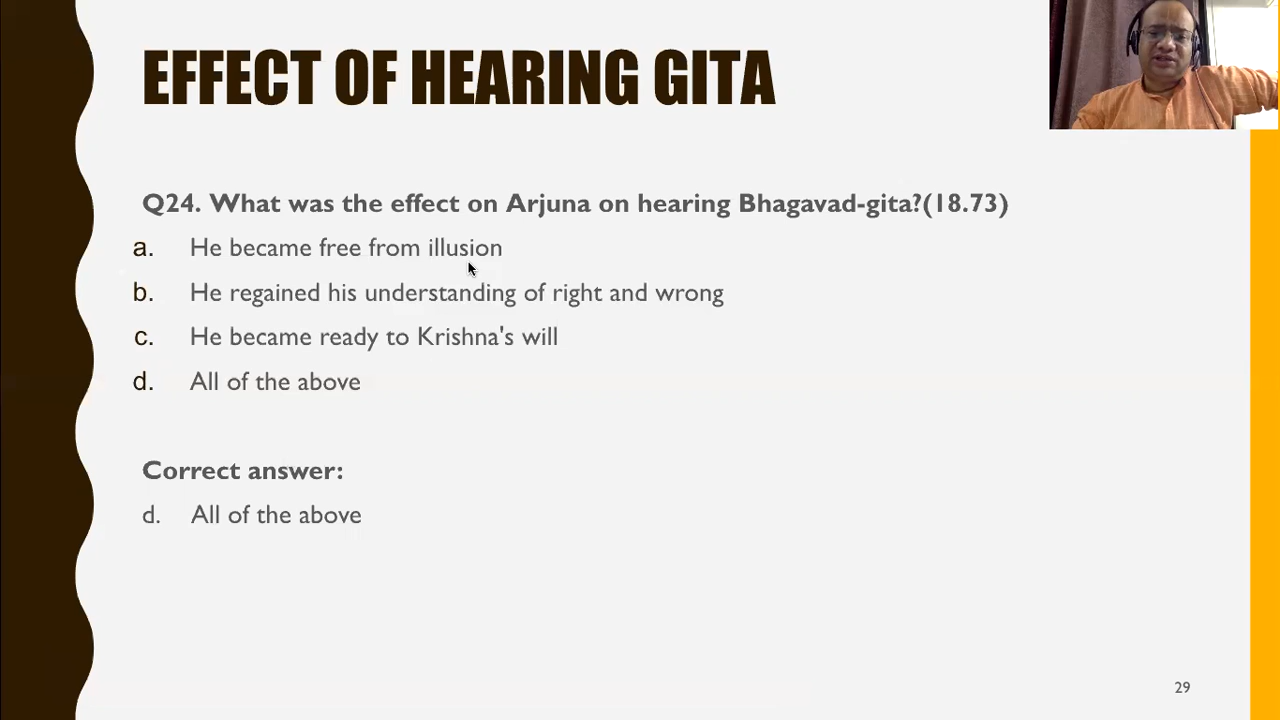 EFFECT OF HEARING GITA
Q24. What was the effect on Arjuna on hearing Bhagavad-gita?(18.73)
a. He became free from illusion
b. He regained his understanding of right and wrong
c. He became ready to Krishna's will
d. All of the above
Correct answer:
d. All of the above
29